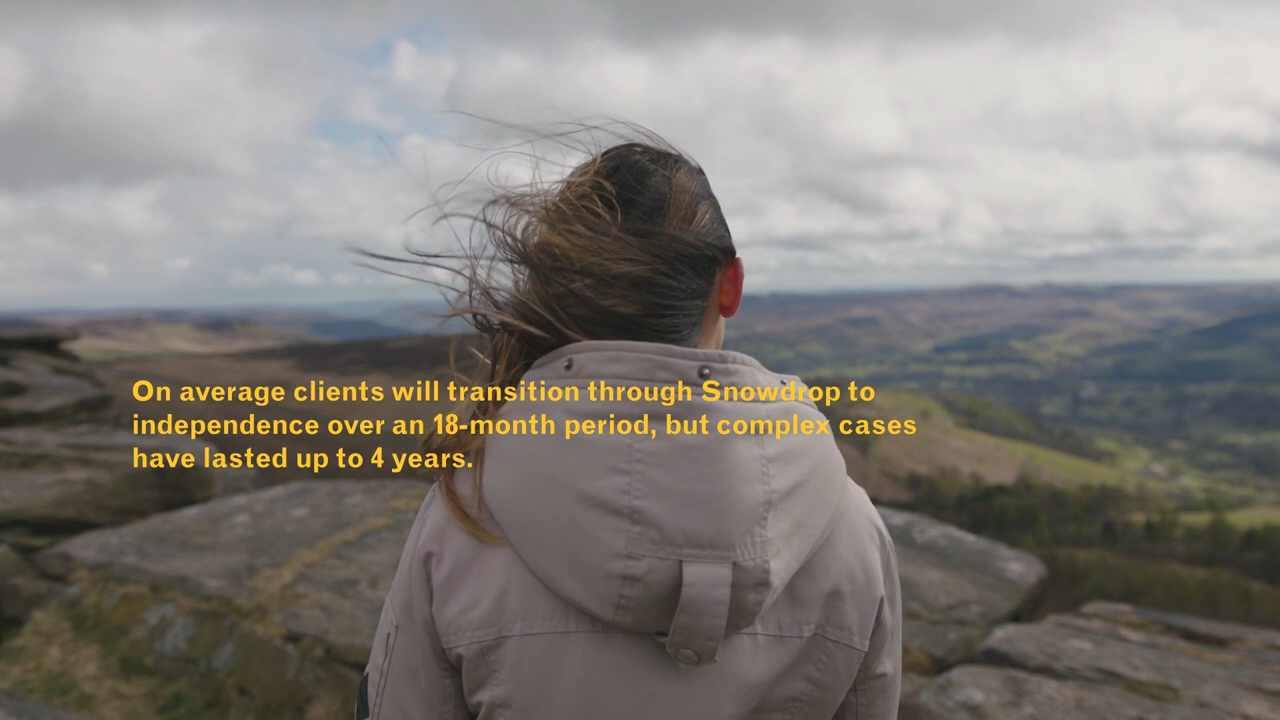 On average clients will transition through Snowdrop to
independence over an 18-month period, but complex cases
have lasted up to 4 years.